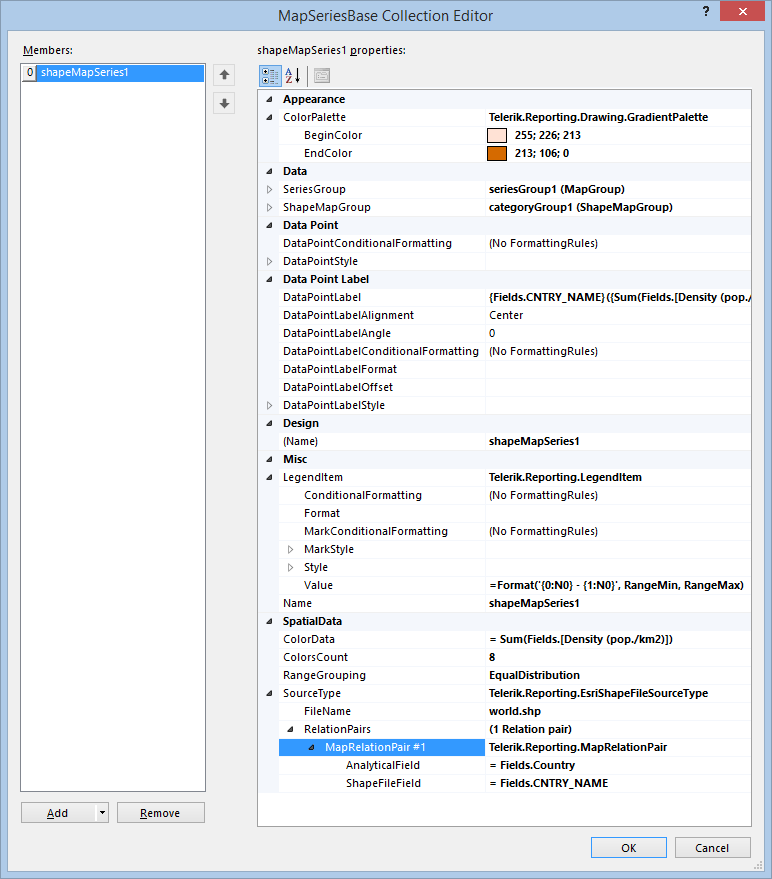 MapSeriesBase Collection Editor
?
Members:
0 shapeMapSeries1
Add
Remove
shapeMapSeries1 properties:
Appearance
ColorPalette Telerik.Reporting.Drawing.GradientPalette
BeginColor 255; 226; 213
EndColor 213; 106; 0
Data
SeriesGroup seriesGroup1 (MapGroup)
ShapeMapGroup categoryGroup1 (ShapeMapGroup)
Data Point
DataPointConditionalFormatting (No FormattingRules)
DataPointStyle
Data Point Label
DataPointLabel {Fields.CNTRY_NAME}({Sum(Fields.[Density (pop./
DataPointLabelAlignment Center
DataPointLabelAngle 0
DataPointLabelConditionalFormatting (No FormattingRules)
DataPointLabelFormat
DataPointLabelOffset
DataPointLabelStyle
Design
(Name) shapeMapSeries1
Misc
LegendItem Telerik.Reporting.LegendItem
ConditionalFormatting (No FormattingRules)
Format
MarkConditionalFormatting (No FormattingRules)
MarkStyle
Style
Value =Format('{0:N0} - {1:N0}', RangeMin, RangeMax)
Name shapeMapSeries1
SpatialData
ColorData = Sum(Fields.[Density (pop./km2)])
ColorsCount 8
RangeGrouping EqualDistribution
SourceType Telerik.Reporting.EsriShapeFileSourceType
FileName world.shp
RelationPairs (1 Relation pair)
MapRelationPair #1 Telerik.Reporting.MapRelationPair
AnalyticalField = Fields.Country
ShapeFileField = Fields.CNTRY_NAME
OK
Cancel